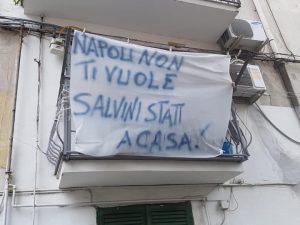 NAPOLI NON
TI VUOLE
SALVINI STATT
A CASA!